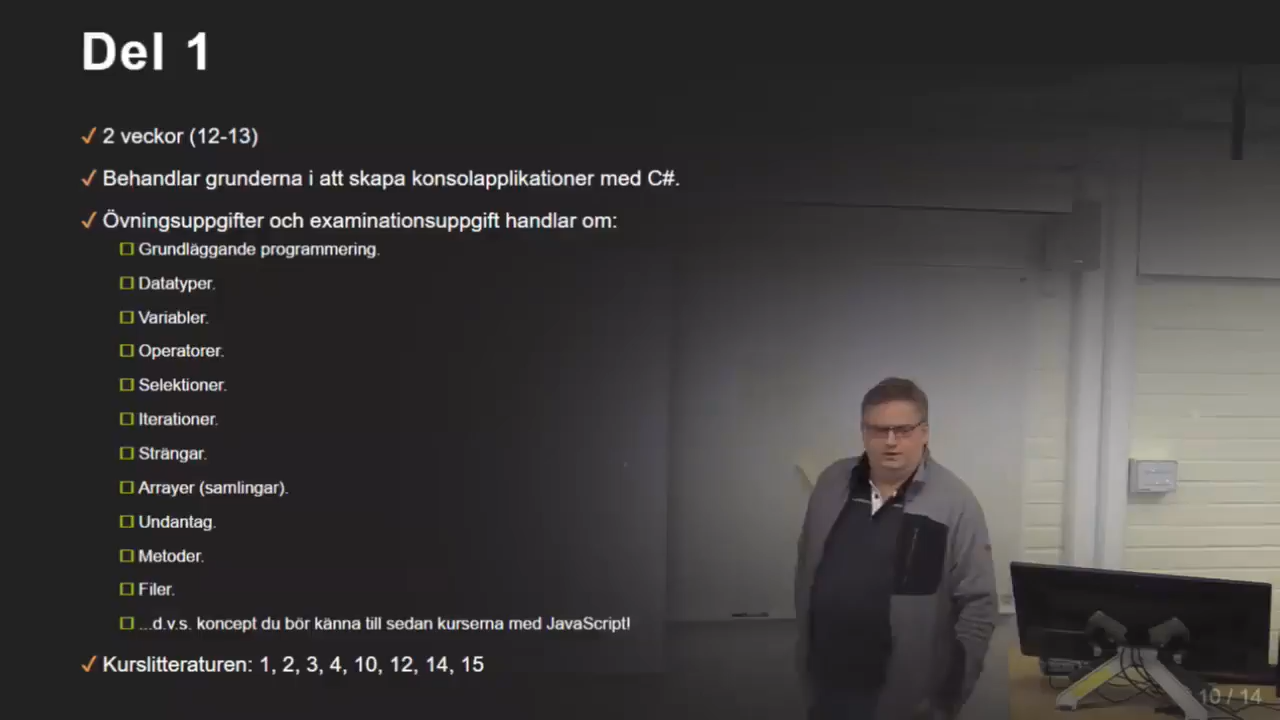 Del 1
2 veckor (12-13)
Behandlar grunderna i att skapa konsolapplikationer med C#.
Övningsuppgifter och examinationsuppgift handlar om:
Grundläggande programmering.
Datatyper.
Variabler.
Operatorer.
Selektioner.
Iterationer.
Strängar.
Arrayer (samlingar).
Undantag.
Metoder.
Filer.
...d.v.s. koncept du bör känna till sedan kurserna med JavaScript!
Kurslitteraturen: 1, 2, 3, 4, 10, 12, 14, 15
10 / 14